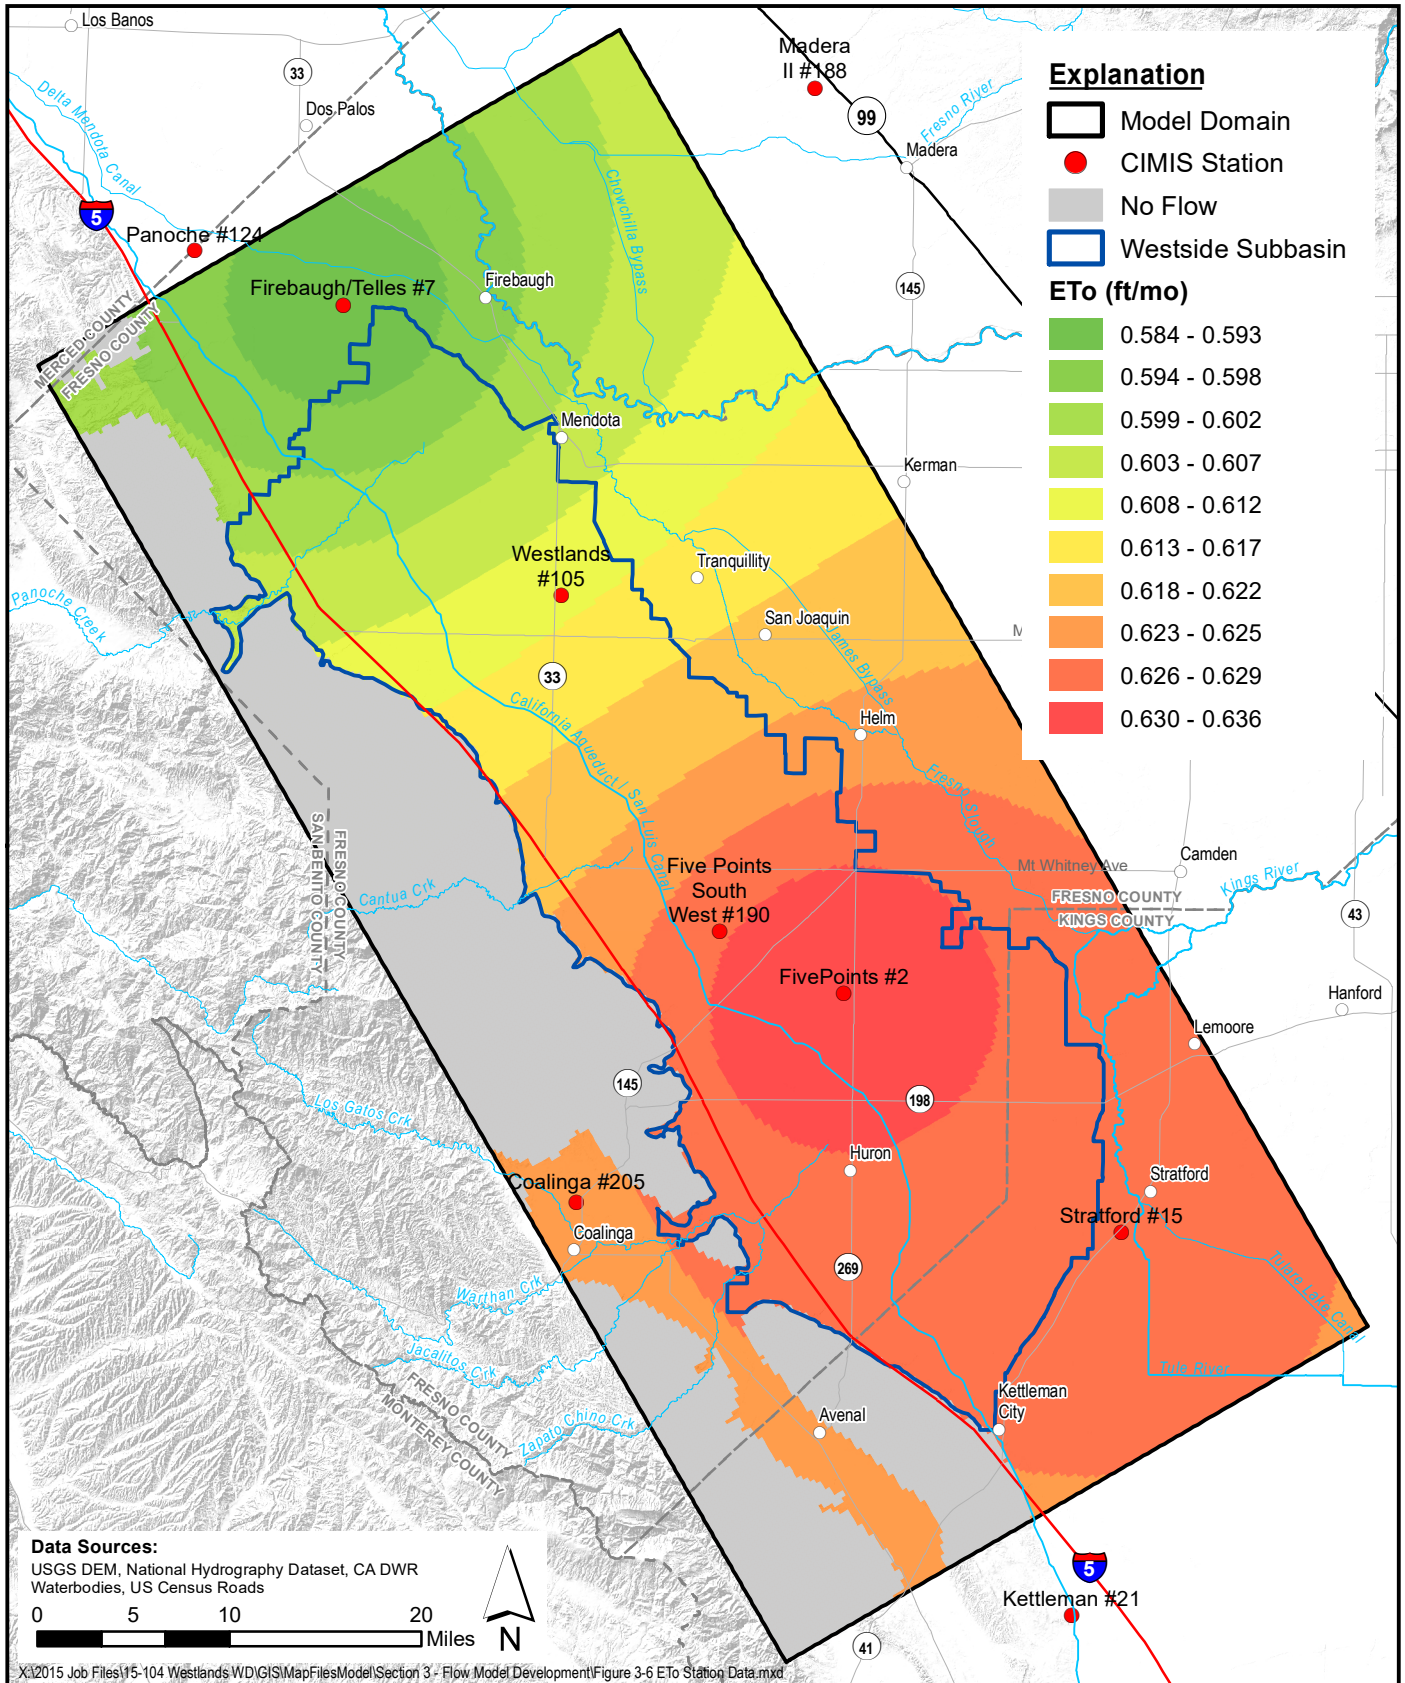 Los Banos
33
Dos Palos
Delta Mendota Canal
5
Panoche #124
Madera
II #188
99
Fresno River
Madera
Chowchilla Bypass
145
Firebaugh/Telles #7
Firebaugh
MERCED COUNTY
FRESNO COUNTY
Mendota
Kerman
Westlands
#105
Tranquillity
San Joaquin
James Bypass
M
Panoche Creek
33
California Aqueduct / San Luis Canal
Helm
Fresno Slough
SAN BENITO COUNTY
FRESNO COUNTY
Cantua Crk
Five Points
South
West #190
Mt Whitney Ave
Camden
FRESNO COUNTY
KINGS COUNTY
Kings River
43
FivePoints #2
Hanford
Lemoore
145
198
Los Gatos Crk
Huron
Coalinga #205
Coalinga
Stratford
Stratford #15
269
Warthan Crk
Jacalitos Crk
Tulare Lake Canal
Tule River
FRESNO COUNTY
MONTEREY COUNTY
Zapato Chino Crk
Avenal
Kettleman
City
5
Kettleman #21
41
Explanation
Model Domain
CIMIS Station
No Flow
Westside Subbasin
ETo (ft/mo)
0.584 - 0.593
0.594 - 0.598
0.599 - 0.602
0.603 - 0.607
0.608 - 0.612
0.613 - 0.617
0.618 - 0.622
0.623 - 0.625
0.626 - 0.629
0.630 - 0.636
Data Sources:
USGS DEM, National Hydrography Dataset, CA DWR
Waterbodies, US Census Roads
0 5 10 20
Miles
N
X:\2015 Job Files\15-104 Westlands WD\GIS\MapFilesModel\Section 3 - Flow Model Development\Figure 3-6 ETo Station Data.mxd